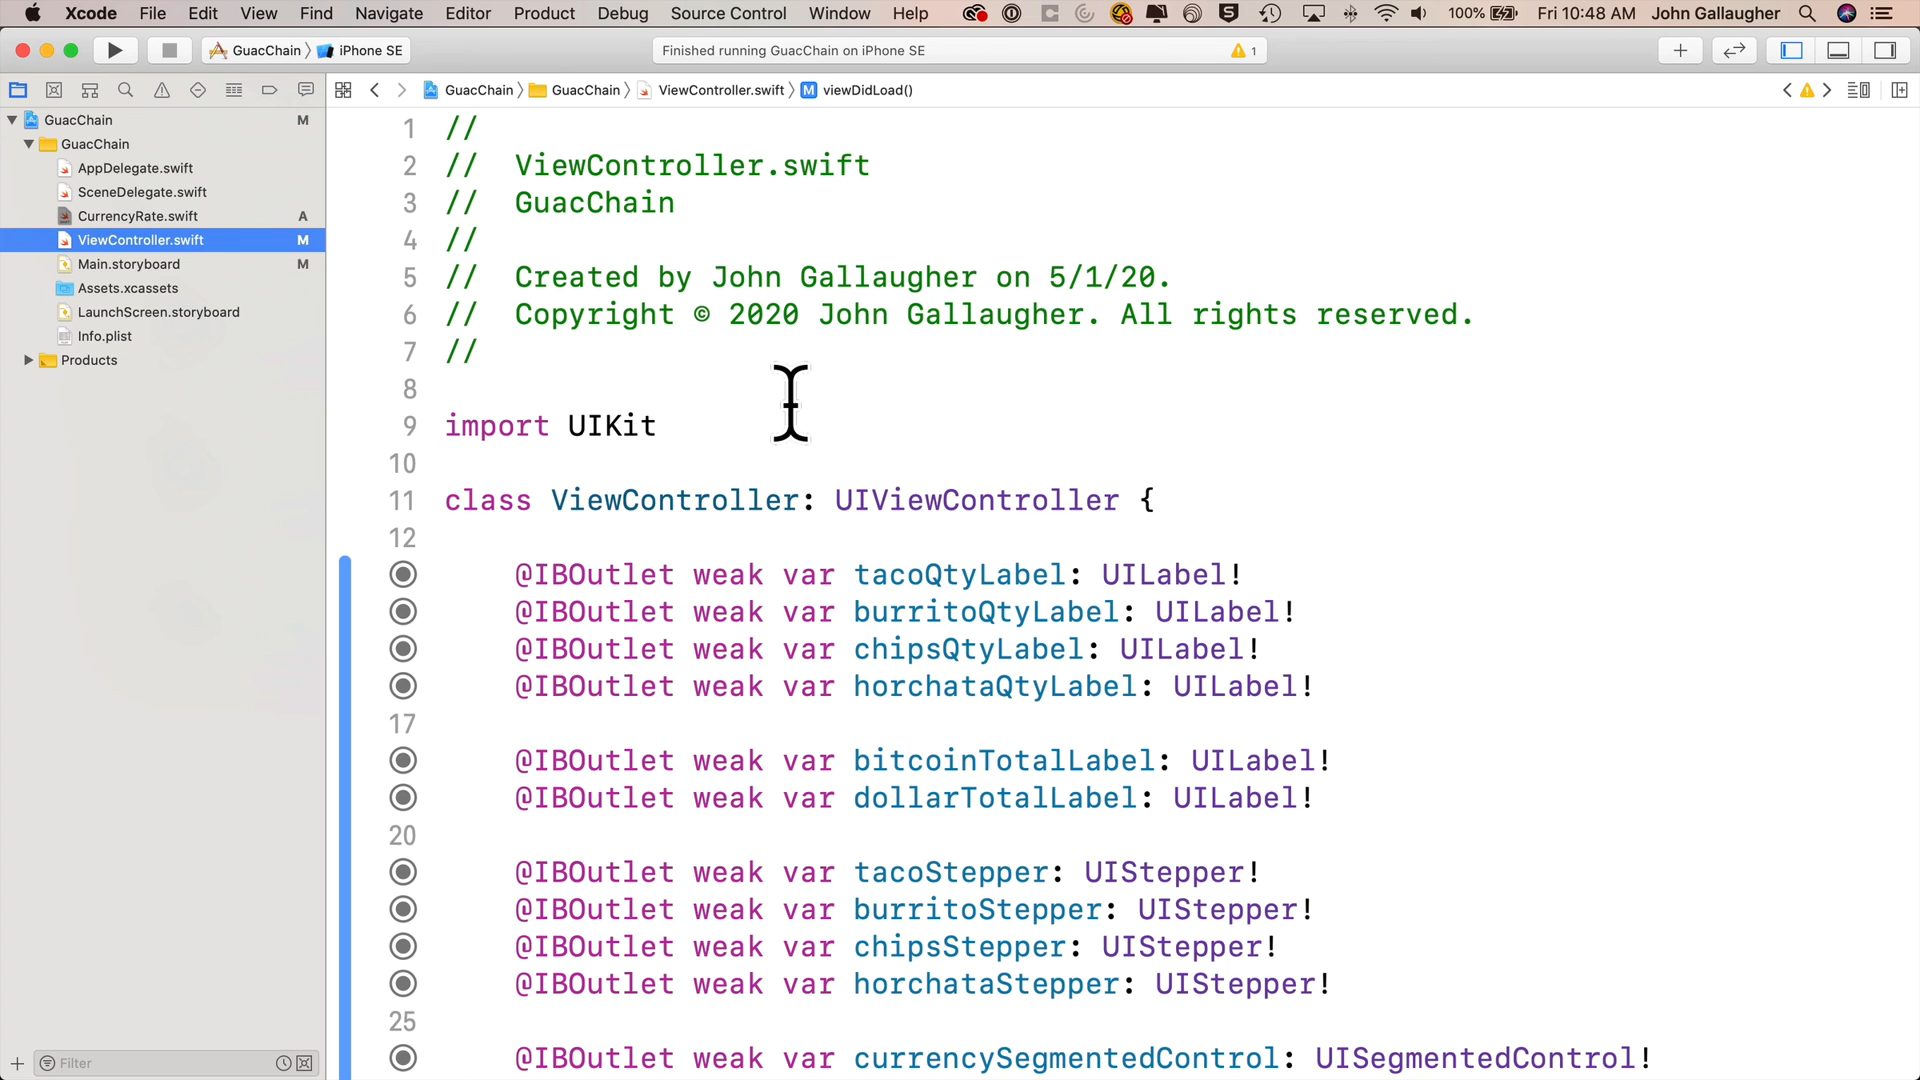 Xcode File Edit View Find Navigate Editor Product Debug Source Control Window Help 100% Fri 10:48 AM John Gallaugher
GuacChain iPhone SE
Finished running GuacChain on iPhone SE
1
GuacChain GuacChain ViewController.swift M viewDidLoad()
GuacChain M
GuacChain
AppDelegate.swift
SceneDelegate.swift
CurrencyRate.swift A
ViewController.swift M
Main.storyboard M
Assets.xcassets
LaunchScreen.storyboard
Info.plist
Products
Filter
1 //
2 // ViewController.swift
3 // GuacChain
4 //
5 // Created by John Gallaugher on 5/1/20.
6 // Copyright © 2020 John Gallaugher. All rights reserved.
7 //
8
9 import UIKit
10
11 class ViewController: UIViewController {
12
@IBOutlet weak var tacoQtyLabel: UILabel!
@IBOutlet weak var burritoQtyLabel: UILabel!
@IBOutlet weak var chipsQtyLabel: UILabel!
@IBOutlet weak var horchataQtyLabel: UILabel!
17
@IBOutlet weak var bitcoinTotalLabel: UILabel!
@IBOutlet weak var dollarTotalLabel: UILabel!
20
@IBOutlet weak var tacoStepper: UIStepper!
@IBOutlet weak var burritoStepper: UIStepper!
@IBOutlet weak var chipsStepper: UIStepper!
@IBOutlet weak var horchataStepper: UIStepper!
25
@IBOutlet weak var currencySegmentedControl: UISegmentedControl!